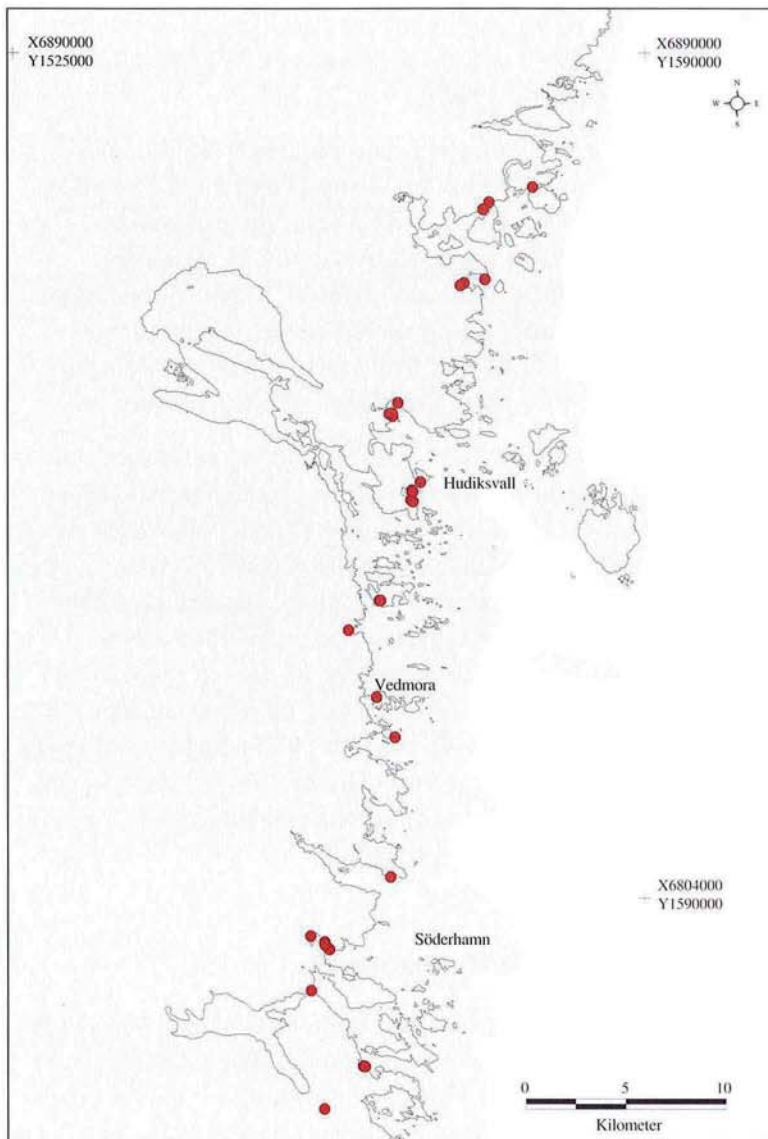 X6890000
Y1525000
X6890000
Y1590000
N
W E
S
Hudiksvall
Vedmora
X6804000
Y1590000
Söderhamn
0 5 10
Kilometer